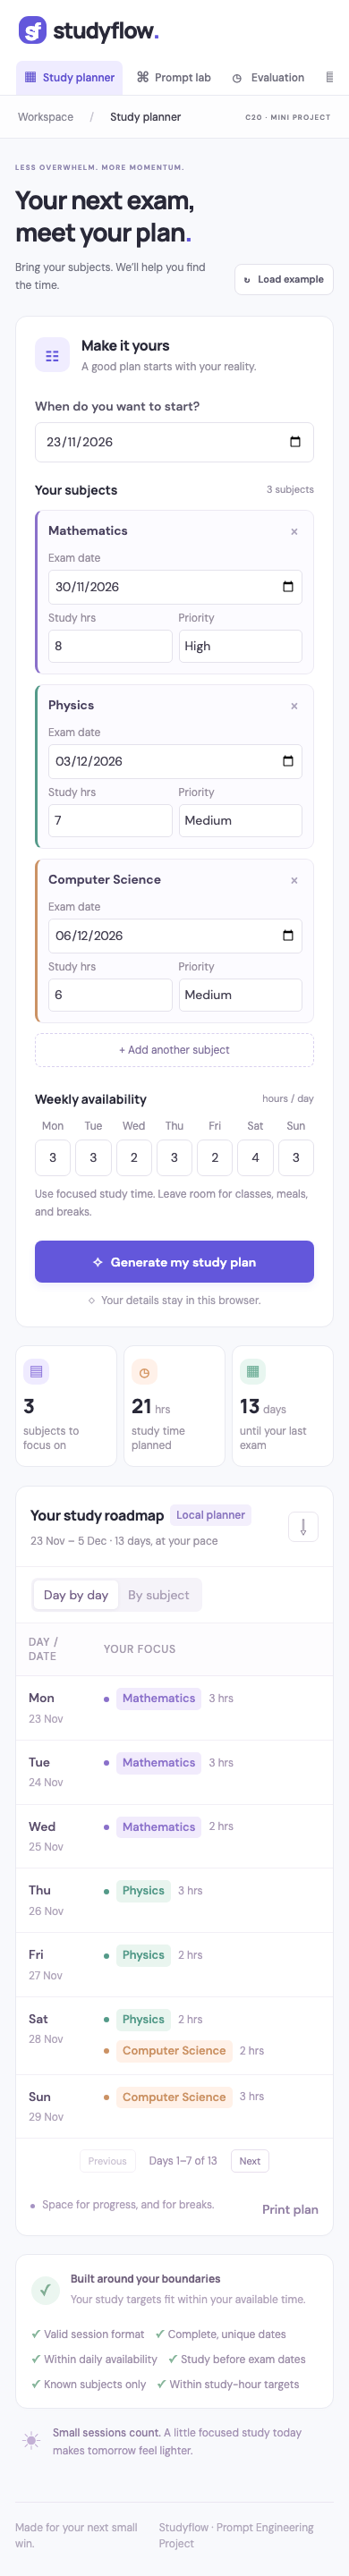 sf studyflow.
Study planner
Prompt lab
Evaluation
Workspace / Study planner
C20 · MINI PROJECT
LESS OVERWHELM. MORE MOMENTUM.
Your next exam,
meet your plan.
Bring your subjects. We'll help you find
the time.
Load example
Make it yours
A good plan starts with your reality.
When do you want to start?
23/11/2026
Your subjects
3 subjects
Mathematics
×
Exam date
30/11/2026
Study hrs
Priority
8
High
Physics
×
Exam date
03/12/2026
Study hrs
Priority
7
Medium
Computer Science
×
Exam date
06/12/2026
Study hrs
Priority
6
Medium
+ Add another subject
Weekly availability
hours / day
Mon Tue Wed Thu Fri Sat Sun
3 3 2 3 2 4 3
Use focused study time. Leave room for classes, meals,
and breaks.
Generate my study plan
Your details stay in this browser.
3
subjects to
focus on
21 hrs
study time
planned
13 days
until your last
exam
Your study roadmap
Local planner
23 Nov – 5 Dec · 13 days, at your pace
Day by day
By subject
DAY /
DATE
YOUR FOCUS
Mon
23 Nov
Mathematics 3 hrs
Tue
24 Nov
Mathematics 3 hrs
Wed
25 Nov
Mathematics 2 hrs
Thu
26 Nov
Physics 3 hrs
Fri
27 Nov
Physics 2 hrs
Sat
28 Nov
Physics 2 hrs
Computer Science 2 hrs
Sun
29 Nov
Computer Science 3 hrs
Previous
Days 1–7 of 13
Next
Space for progress, and for breaks.
Print plan
Built around your boundaries
Your study targets fit within your available time.
✓ Valid session format ✓ Complete, unique dates
✓ Within daily availability ✓ Study before exam dates
✓ Known subjects only ✓ Within study-hour targets
Small sessions count. A little focused study today
makes tomorrow feel lighter.
Made for your next small
win.
Studyflow · Prompt Engineering
Project